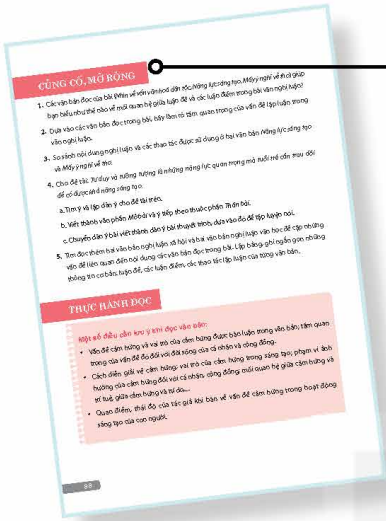 CỦNG CỐ, MỞ RỘNG
1. Các văn bản đọc của bài (Nhìn về vốn văn hoá dân tộc, Năng lực sáng tạo, Mấy ý nghĩ về thơ) giúp
bạn hiểu như thế nào về mối quan hệ giữa luận đề và các luận điểm trong bài văn nghị luận?
2. Dựa vào các văn bản đọc trong bài, hãy làm rõ tầm quan trọng của vấn đề lập luận trong
văn nghị luận.
3. So sánh nội dung nghị luận và các thao tác được sử dụng ở hai văn bản Năng lực sáng tạo
và Mấy ý nghĩ về thơ.
4. Cho đề tài: Tư duy và tưởng tượng là những năng lực quan trọng mà tuổi trẻ cần trau dồi
để có được khả năng sáng tạo.
a. Tìm ý và lập dàn ý cho đề tài trên.
b. Viết thành văn phần Mở bài và ý tiếp theo thuộc phần Thân bài.
c. Chuyển dàn ý bài viết thành dàn ý bài thuyết trình, dựa vào đó để tập luyện nói.
5. Tìm đọc thêm hai văn bản nghị luận xã hội và hai văn bản nghị luận văn học đề cập những
vấn đề liên quan đến nội dung các văn bản đọc trong bài. Lập bảng, ghi ngắn gọn những
thông tin cơ bản: luận đề, các luận điểm, các thao tác lập luận của từng văn bản.
THỰC HÀNH ĐỌC
Một số điều cần lưu ý khi đọc văn bản:
• Vấn đề cảm hứng và vai trò của cảm hứng được bàn luận trong văn bản; tầm quan
trọng của vấn đề đó đối với đời sống của cá nhân và cộng đồng.
• Cách diễn giải về cảm hứng: vai trò của cảm hứng trong sáng tạo; phạm vi ảnh
hưởng của cảm hứng đối với cá nhân, cộng đồng; mối quan hệ giữa cảm hứng và
trí tuệ, giữa cảm hứng và tự do,...
• Quan điểm, thái độ của tác giả khi bàn về vấn đề cảm hứng trong hoạt động
sáng tạo của con người.